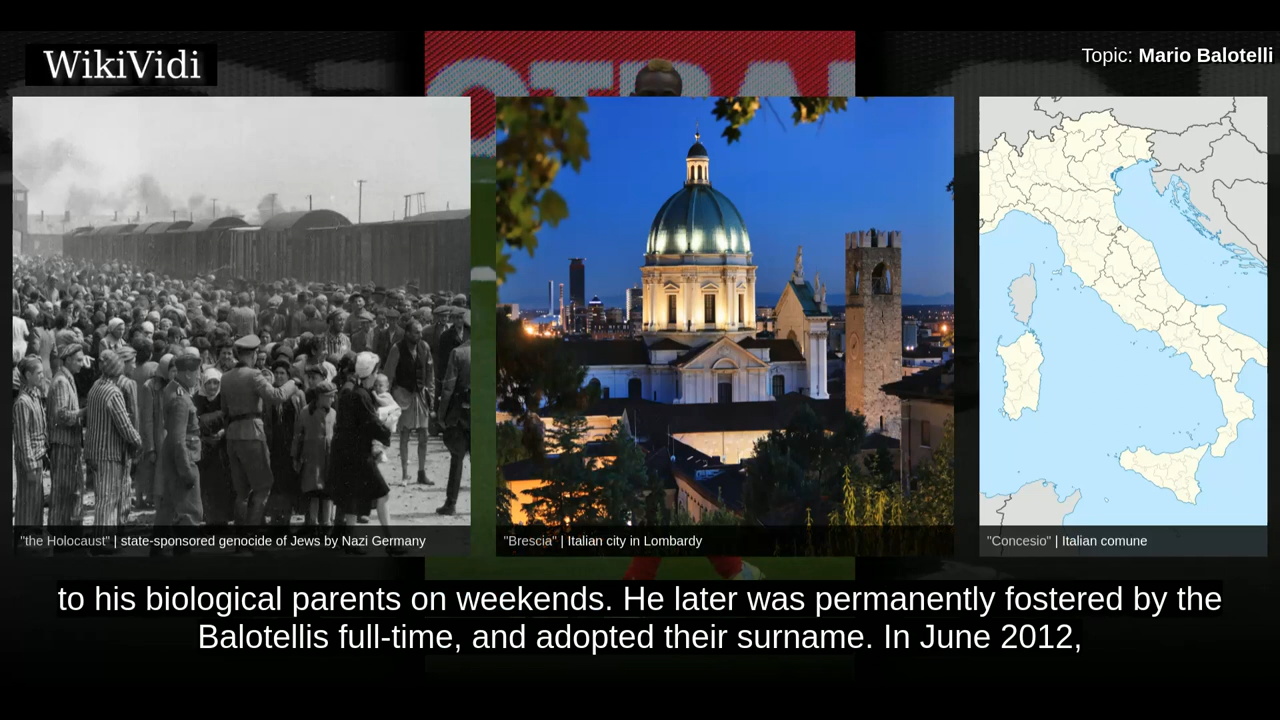 WikiVidi
Topic: Mario Balotelli
"the Holocaust" | state-sponsored genocide of Jews by Nazi Germany
"Brescia" | Italian city in Lombardy
"Concesio" | Italian comune
to his biological parents on weekends. He later was permanently fostered by the
Balotellis full-time, and adopted their surname. In June 2012,